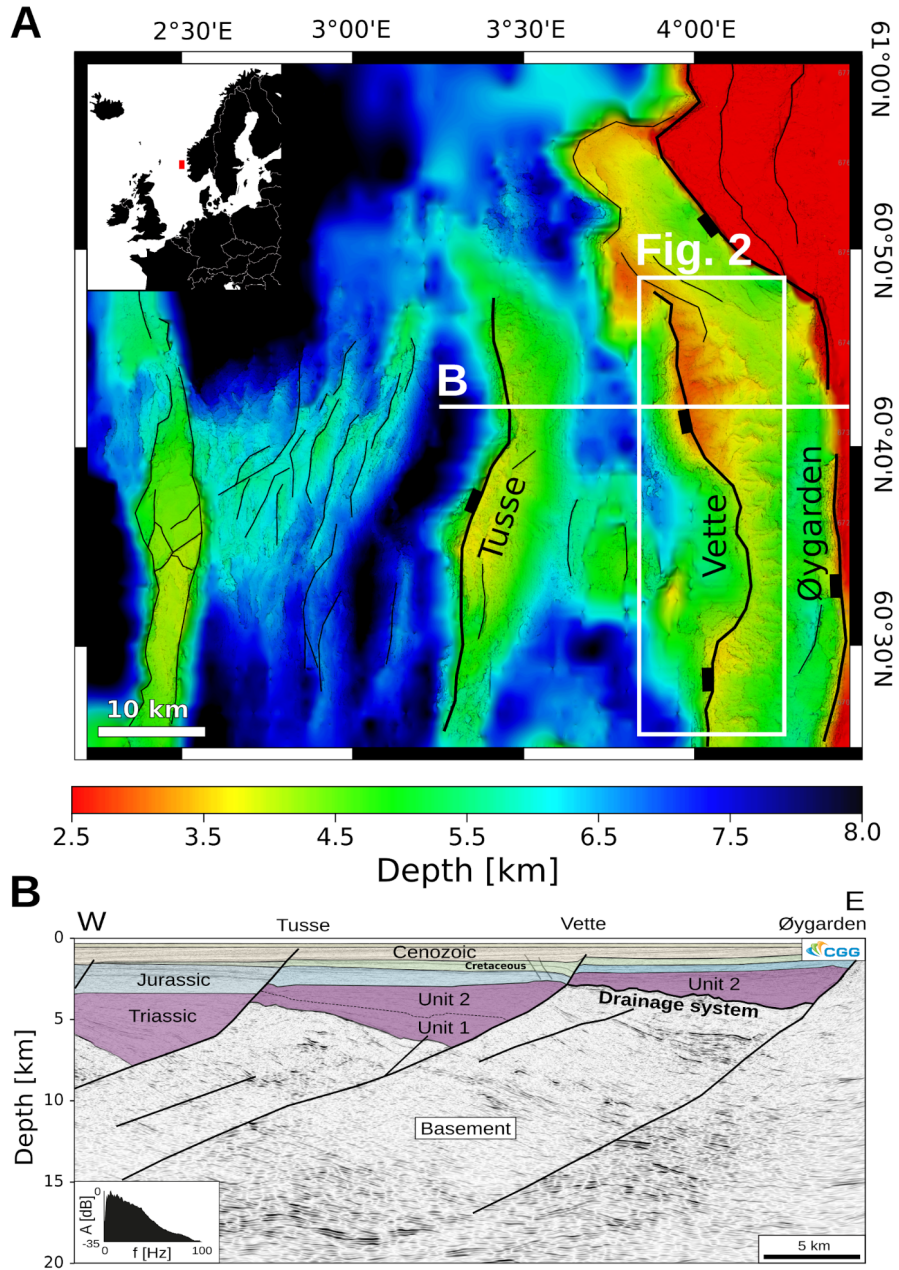 A
2°30'E 3°00'E 3°30'E 4°00'E
61°00'N
60°50'N
60°40'N
60°30'N
Fig. 2
B
Tusse
Vette
Øygarden
10 km
2.5 3.5 4.5 5.5 6.5 7.5 8.0
Depth [km]
B
W E
Tusse Vette Øygarden
CGG
Cenozoic
Cretaceous
Jurassic
Unit 2
Unit 2
Triassic
Drainage system
Unit 1
Basement
0
5
10
15
20
Depth [km]
0
-35
A [dB]
0 100
f [Hz]
5 km